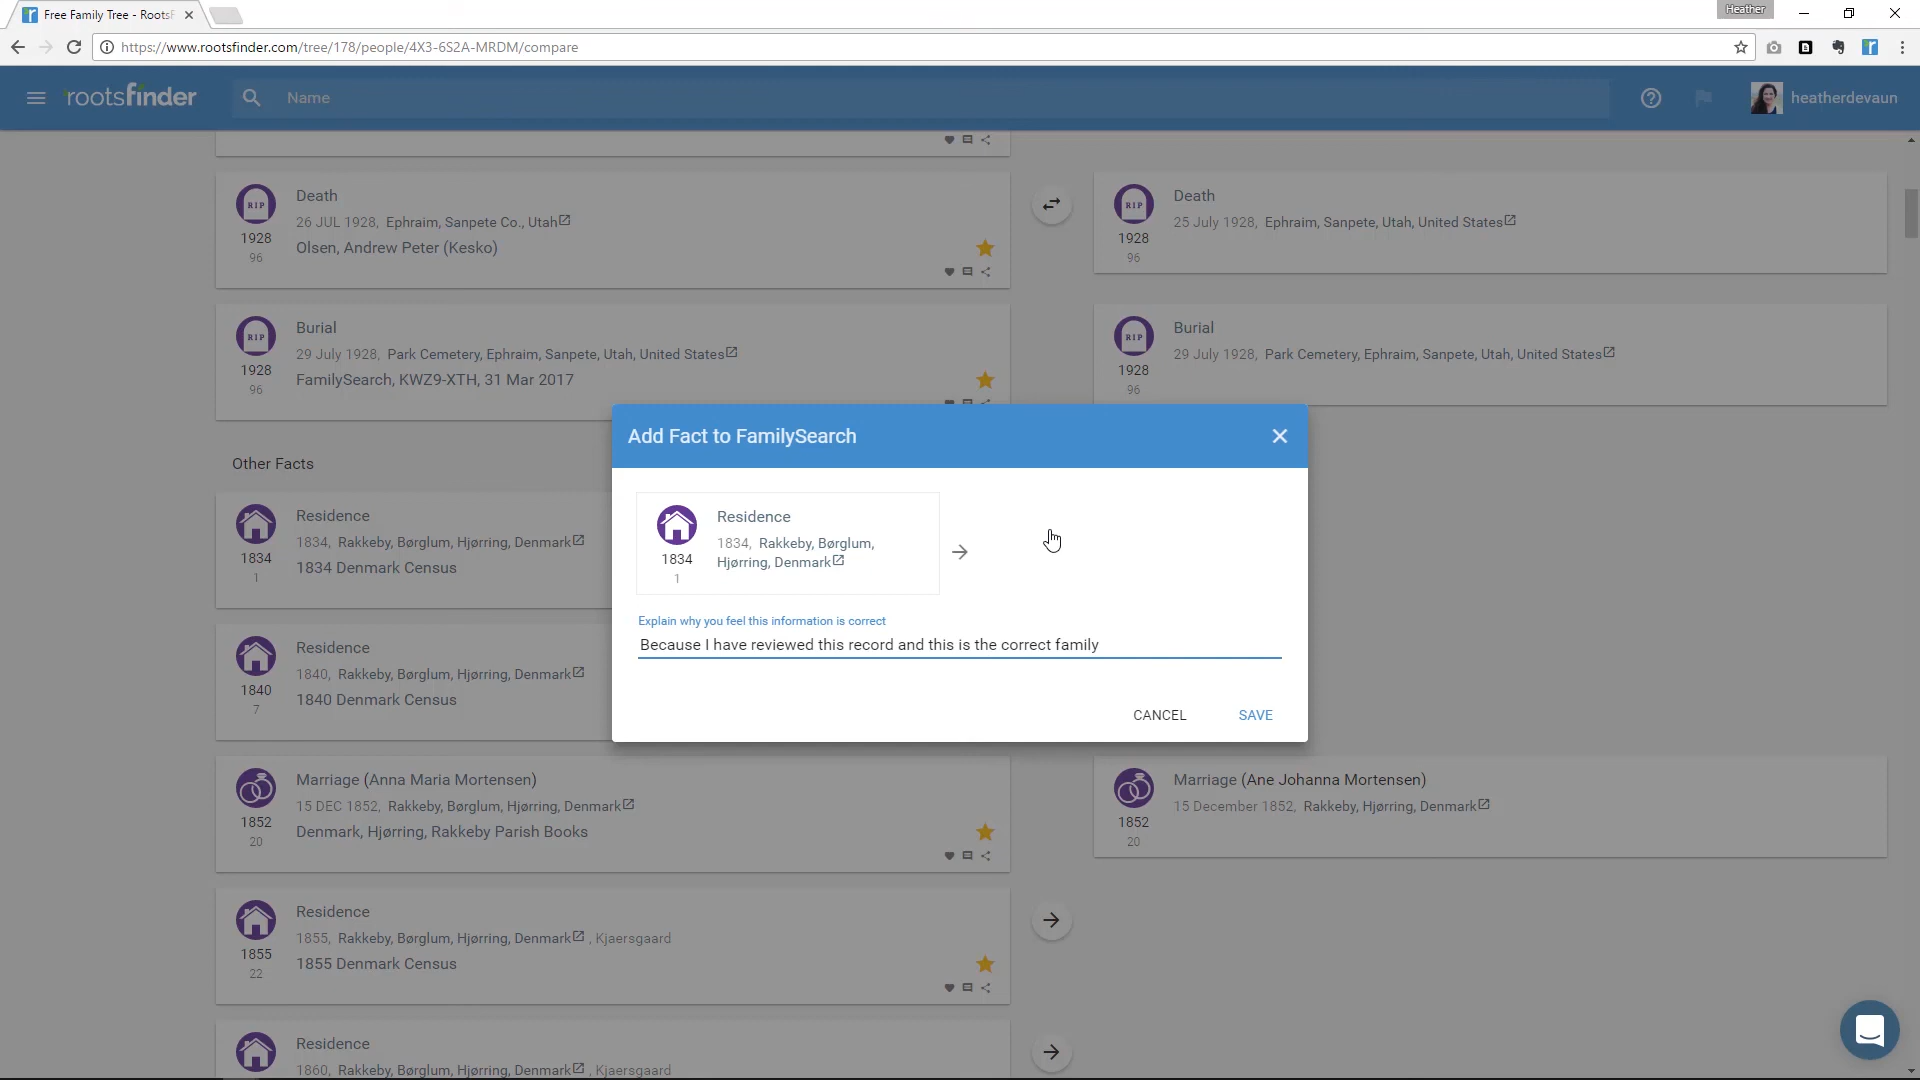 Free Family Tree - Roots
Heather
https://www.rootsfinder.com/tree/178/people/4X3-6S2A-MRDM/compare
rootsfinder
Name
heatherdevaun
Death
26 JUL 1928, Ephraim, Sanpete Co., Utah
Olsen, Andrew Peter (Kesko)
RIP
1928
96
Death
25 July 1928, Ephraim, Sanpete, Utah, United States
RIP
1928
96
Burial
29 July 1928, Park Cemetery, Ephraim, Sanpete, Utah, United States
FamilySearch, KWZ9-XTH, 31 Mar 2017
RIP
1928
96
Burial
29 July 1928, Park Cemetery, Ephraim, Sanpete, Utah, United States
RIP
1928
96
Add Fact to FamilySearch
Residence
1834, Rakkeby, Børglum,
Hjørring, Denmark
1834
1
Explain why you feel this information is correct
Because I have reviewed this record and this is the correct family
CANCEL
SAVE
Other Facts
Residence
1834, Rakkeby, Børglum, Hjørring, Denmark
1834 Denmark Census
1834
1
Residence
1840, Rakkeby, Børglum, Hjørring, Denmark
1840 Denmark Census
1840
7
Marriage (Anna Maria Mortensen)
15 DEC 1852, Rakkeby, Børglum, Hjørring, Denmark
Denmark, Hjørring, Rakkeby Parish Books
1852
20
Marriage (Ane Johanna Mortensen)
15 December 1852, Rakkeby, Hjørring, Denmark
1852
20
Residence
1855, Rakkeby, Børglum, Hjørring, Denmark , Kjaersgaard
1855 Denmark Census
1855
22
Residence
1860, Rakkeby, Børglum, Hjørring, Denmark , Kjaersgaard